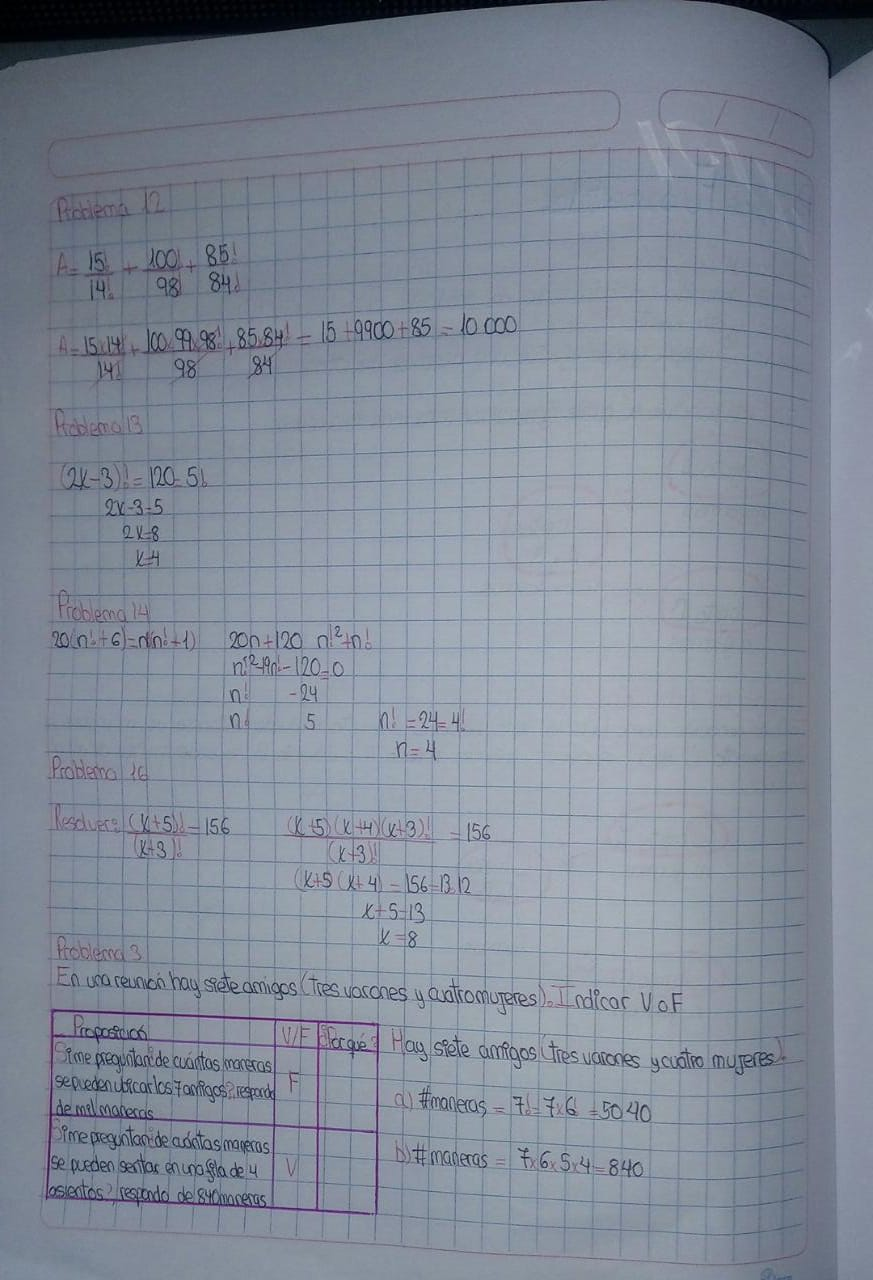 Problema 12
A = 15! + 100! + 85!
14! 98! 84!
A = 15.14! + 100.99.98! + 85.84! = 15 + 9900 + 85 = 10 000
14! 98 84
Problema 13
(2x-3)! = 120 = 5!
2x-3=5
2x=8
x=4
Problema 14
20(n! + 6) = n!(n! + 1) 20n + 120 n!² + n!
n!²-19n! - 120 = 0
n! -24
n! 5 n! = 24 = 4!
n = 4
Problema 16
Resolver: (x+5)! = 156 (x+5)(x+4)(x+3)! = 156
(x+3)! (x+3)!
(x+5)(x+4) = 156 = 13.12
x+5=13
x=8
Problema 3
En una reunión hay siete amigos (tres varones y cuatro mujeres). Indicar V o F
Proposición V/F ¿Por qué? Hay siete amigos (tres varones y cuatro mujeres)
Si me preguntan: de cuántas maneras
se pueden ubicar los 7 amigos?, respondo F
de mil maneras
a) #maneras = 7! = 7x6! = 5040
Si me preguntan: de cuántas maneras
se pueden sentar en una fila de 4 V
asientos?, respondo de 840 maneras
b) #maneras = 7x6x5x4 = 840